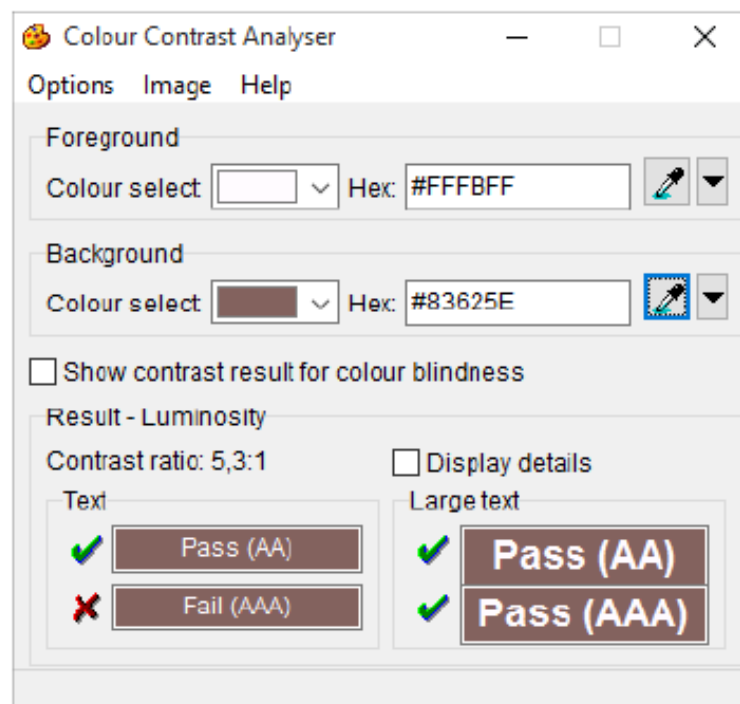 Colour Contrast Analyser
Options Image Help
Foreground
Colour select Hex: #FFFBFF
Background
Colour select Hex: #83625E
Show contrast result for colour blindness
Result - Luminosity
Contrast ratio: 5,3:1 Display details
Text Large text
Pass (AA) Pass (AA)
Fail (AAA) Pass (AAA)